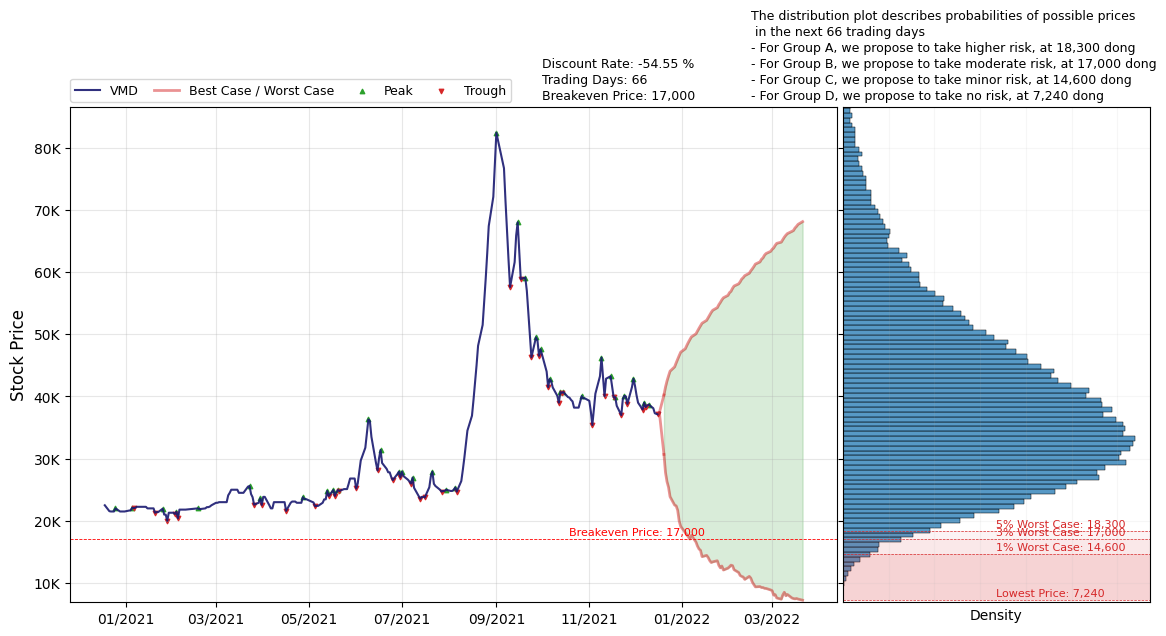 The distribution plot describes probabilities of possible prices
in the next 66 trading days
- For Group A, we propose to take higher risk, at 18,300 dong
- For Group B, we propose to take moderate risk, at 17,000 dong
- For Group C, we propose to take minor risk, at 14,600 dong
- For Group D, we propose to take no risk, at 7,240 dong
Discount Rate: -54.55 %
Trading Days: 66
Breakeven Price: 17,000
VMD
Best Case / Worst Case
Peak
Trough
Stock Price
80K
70K
60K
50K
40K
30K
20K
10K
Breakeven Price: 17,000
01/2021
03/2021
05/2021
07/2021
09/2021
11/2021
01/2022
03/2022
5% Worst Case: 18,300
3% Worst Case: 17,000
1% Worst Case: 14,600
Lowest Price: 7,240
Density